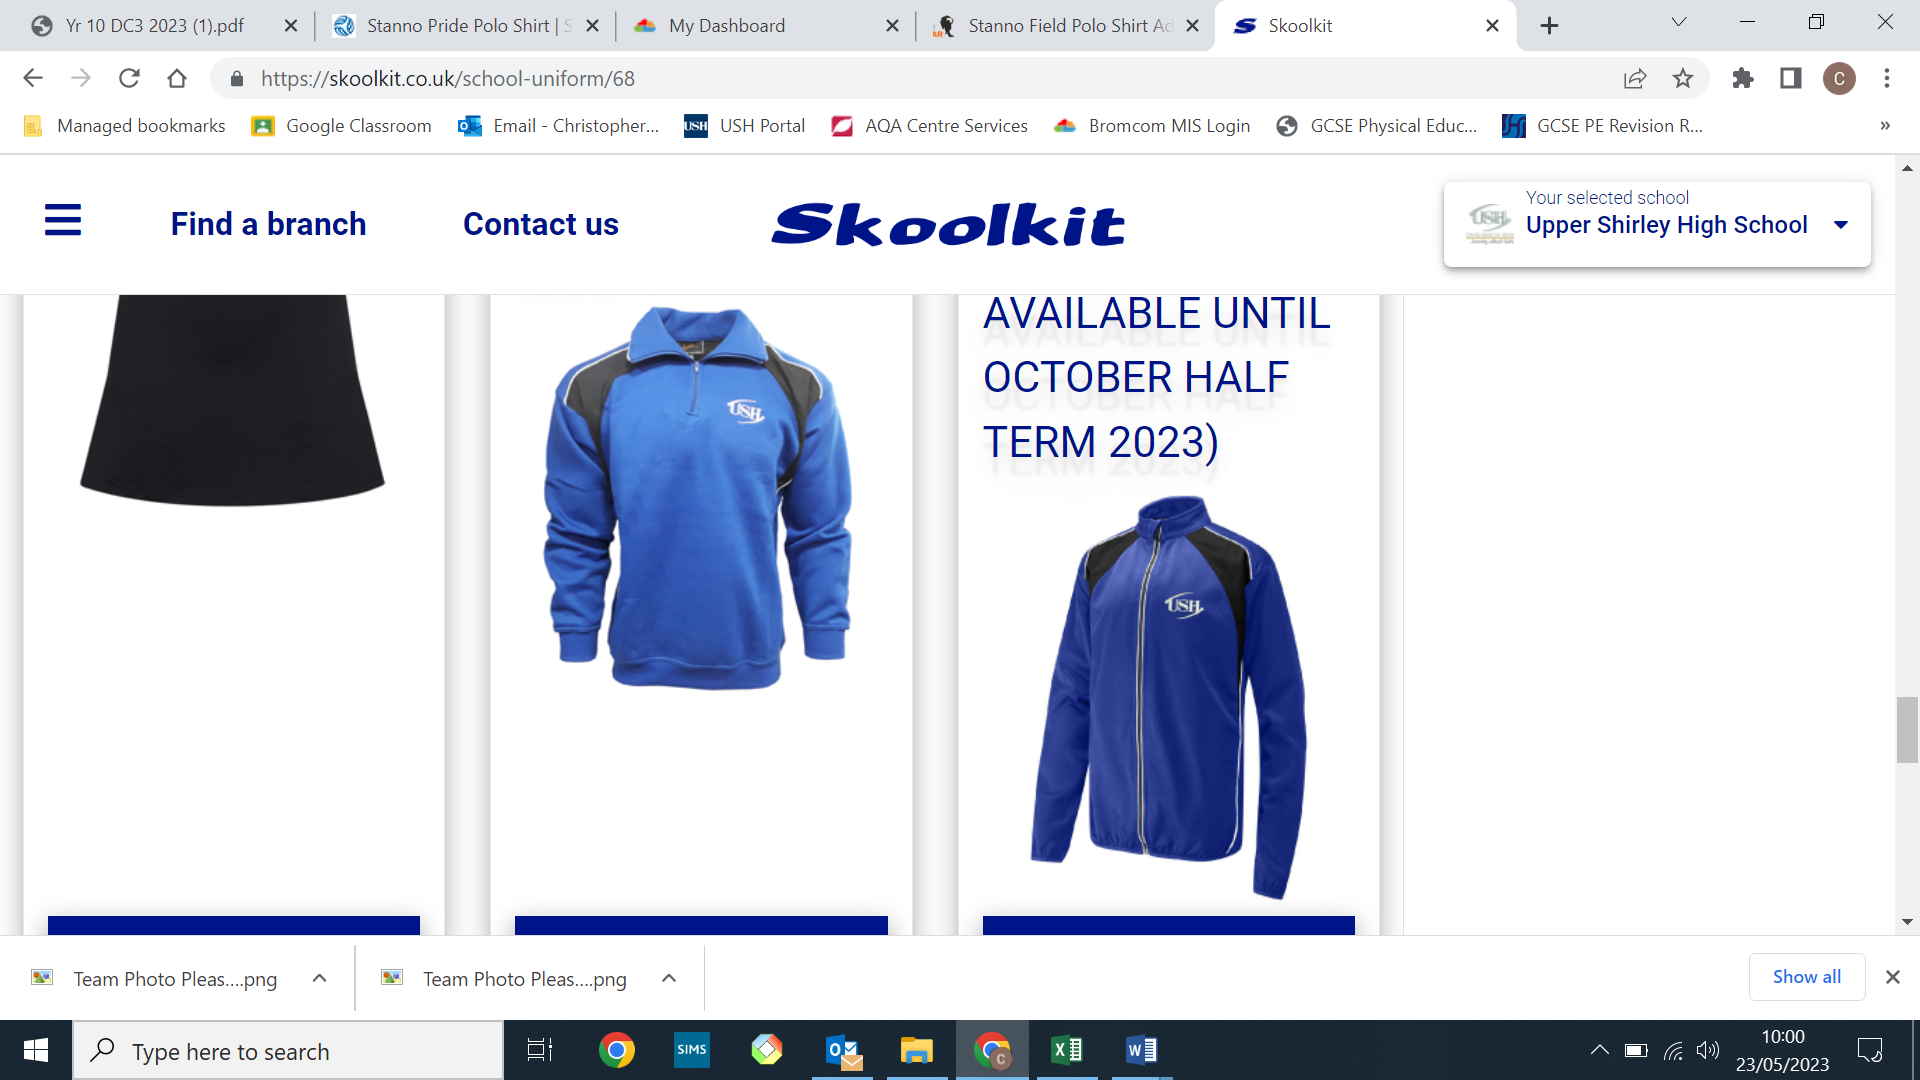 Yr 10 DC3 2023 (1).pdf
Stanno Pride Polo Shirt | S
My Dashboard
Stanno Field Polo Shirt Ad
Skoolkit
https://skoolkit.co.uk/school-uniform/68
C
Managed bookmarks
Google Classroom
Email - Christopher...
USH
USH Portal
AQA Centre Services
Bromcom MIS Login
GCSE Physical Educ...
GCSE PE Revision R...
»
Find a branch
Contact us
Skoolkit
USH
Your selected school
Upper Shirley High School
AVAILABLE UNTIL
OCTOBER HALF
TERM 2023)
USH
USH
Team Photo Pleas....png
Team Photo Pleas....png
Show all
Type here to search
SIMS
10:00
23/05/2023